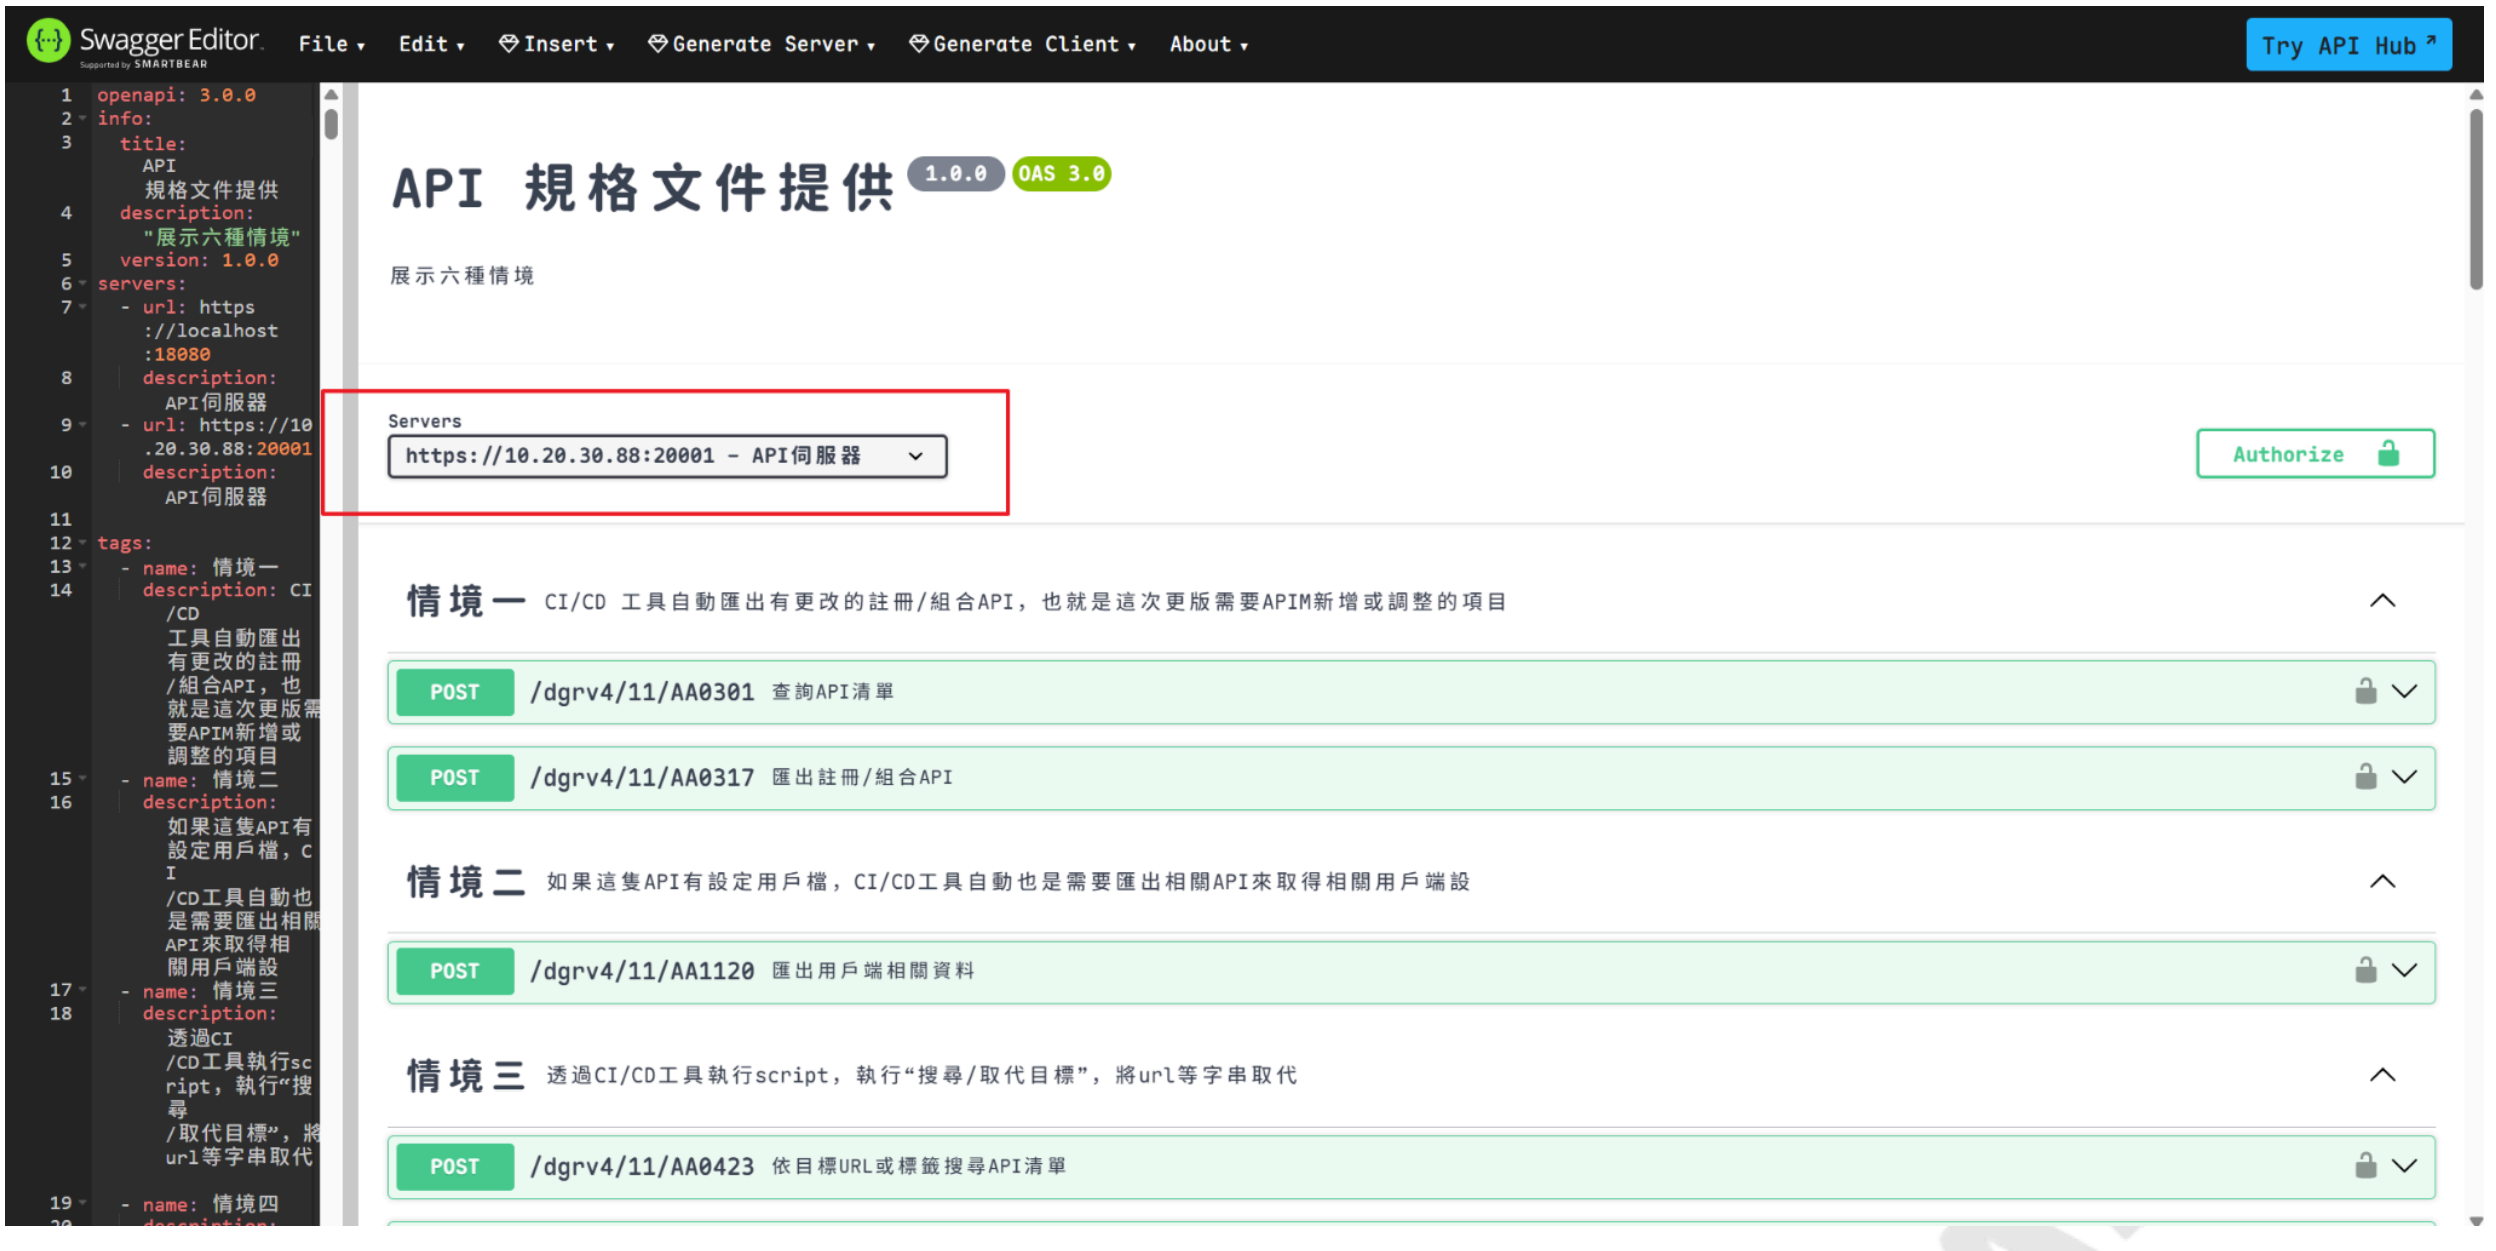 Swagger Editor.
Supported by SMARTBEAR
File
Edit
Insert
Generate Server
Generate Client
About
Try API Hub
1 openapi: 3.0.0
2 info:
3 title:
API
規格文件提供
4 description:
"展示六種情境"
5 version: 1.0.0
6 servers:
7 - url: https
://localhost
:18080
8 description:
API伺服器
9 - url: https://10
.20.30.88:20001
10 description:
API伺服器
11
12 tags:
13 - name: 情境一
14 description: CI
/CD
工具自動匯出
有更改的註冊
/組合API, 也
就是這次更版需
要APIM新增或
調整的項目
15 - name: 情境二
16 description:
如果這隻API有
設定用戶檔, C
I
/CD工具自動也
是需要匯出相關
API來取得相
關用戶端設
17 - name: 情境三
18 description:
透過CI
/CD工具執行sc
ript, 執行“搜
尋
/取代目標”, 將
url等字串取代
19 - name: 情境四
20 description:
API 規格文件提供 1.0.0 OAS 3.0
展示六種情境
Servers
https://10.20.30.88:20001 - API伺服器
Authorize
情境一 CI/CD 工具自動匯出有更改的註冊/組合API, 也就是這次更版需要APIM新增或調整的項目
POST /dgrv4/11/AA0301 查詢API清單
POST /dgrv4/11/AA0317 匯出註冊/組合API
情境二 如果這隻API有設定用戶檔, CI/CD工具自動也是需要匯出相關API來取得相關用戶端設
POST /dgrv4/11/AA1120 匯出用戶端相關資料
情境三 透過CI/CD工具執行script, 執行“搜尋/取代目標”, 將url等字串取代
POST /dgrv4/11/AA0423 依目標URL或標籤搜尋API清單